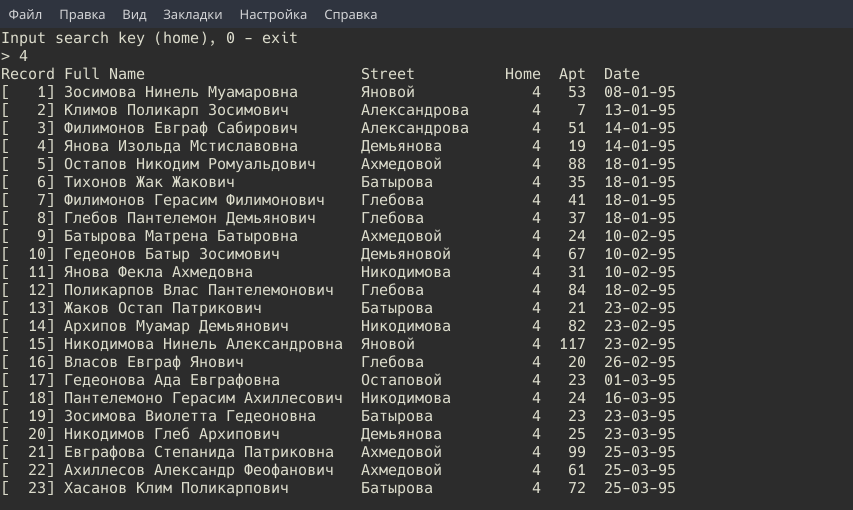 Файл Правка Вид Закладки Настройка Справка
Input search key (home), 0 - exit
> 4
Record Full Name Street Home Apt Date
[ 1] Зосимова Нинель Муамаровна Яновой 4 53 08-01-95
[ 2] Климов Поликарп Зосимович Александрова 4 7 13-01-95
[ 3] Филимонов Евграф Сабирович Александрова 4 51 14-01-95
[ 4] Янова Изольда Мстиславовна Демьянова 4 19 14-01-95
[ 5] Остапов Никодим Ромуальдович Ахмедовой 4 88 18-01-95
[ 6] Тихонов Жак Жакович Батырова 4 35 18-01-95
[ 7] Филимонов Герасим Филимонович Глебова 4 41 18-01-95
[ 8] Глебов Пантелемон Демьянович Глебова 4 37 18-01-95
[ 9] Батырова Матрена Батыровна Ахмедовой 4 24 10-02-95
[ 10] Гедеонов Батыр Зосимович Демьяновой 4 67 10-02-95
[ 11] Янова Фекла Ахмедовна Никодимова 4 31 10-02-95
[ 12] Поликарпов Влас Пантелемонович Глебова 4 84 18-02-95
[ 13] Жаков Остап Патрикович Батырова 4 21 23-02-95
[ 14] Архипов Муамар Демьянович Никодимова 4 82 23-02-95
[ 15] Никодимова Нинель Александровна Яновой 4 117 23-02-95
[ 16] Власов Евграф Янович Глебова 4 20 26-02-95
[ 17] Гедеонова Ада Евграфовна Остаповой 4 23 01-03-95
[ 18] Пантелемоно Герасим Ахиллесович Никодимова 4 24 16-03-95
[ 19] Зосимова Виолетта Гедеоновна Батырова 4 23 23-03-95
[ 20] Никодимов Глеб Архипович Демьянова 4 25 23-03-95
[ 21] Евграфова Степанида Патриковна Ахмедовой 4 99 25-03-95
[ 22] Ахиллесов Александр Феофанович Ахмедовой 4 61 25-03-95
[ 23] Хасанов Клим Поликарпович Батырова 4 72 25-03-95